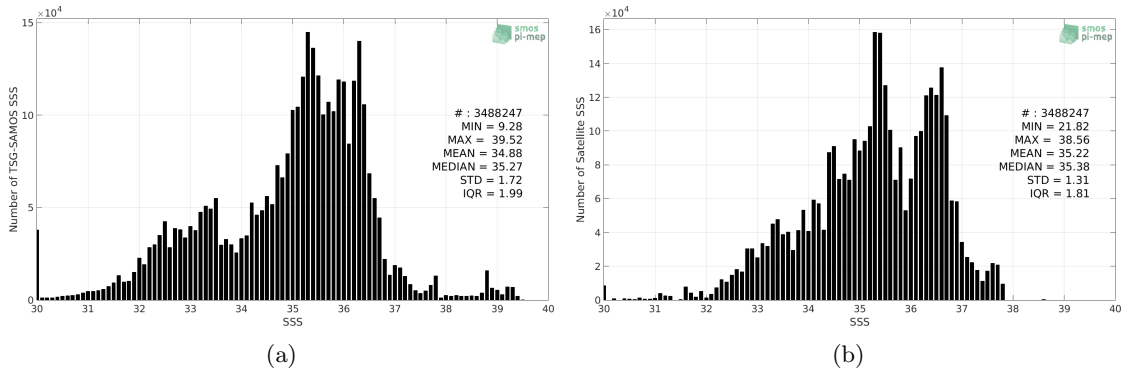 ×10⁴
15
10
5
0
Number of TSG-SAMOS SSS
smos
pi-mep
# : 3488247
MIN = 9.28
MAX = 39.52
MEAN = 34.88
MEDIAN = 35.27
STD = 1.72
IQR = 1.99
30 31 32 33 34 35 36 37 38 39 40
SSS
(a)
×10⁴
16
14
12
10
8
6
4
2
0
Number of Satellite SSS
smos
pi-mep
# : 3488247
MIN = 21.82
MAX = 38.56
MEAN = 35.22
MEDIAN = 35.38
STD = 1.31
IQR = 1.81
30 31 32 33 34 35 36 37 38 39 40
SSS
(b)